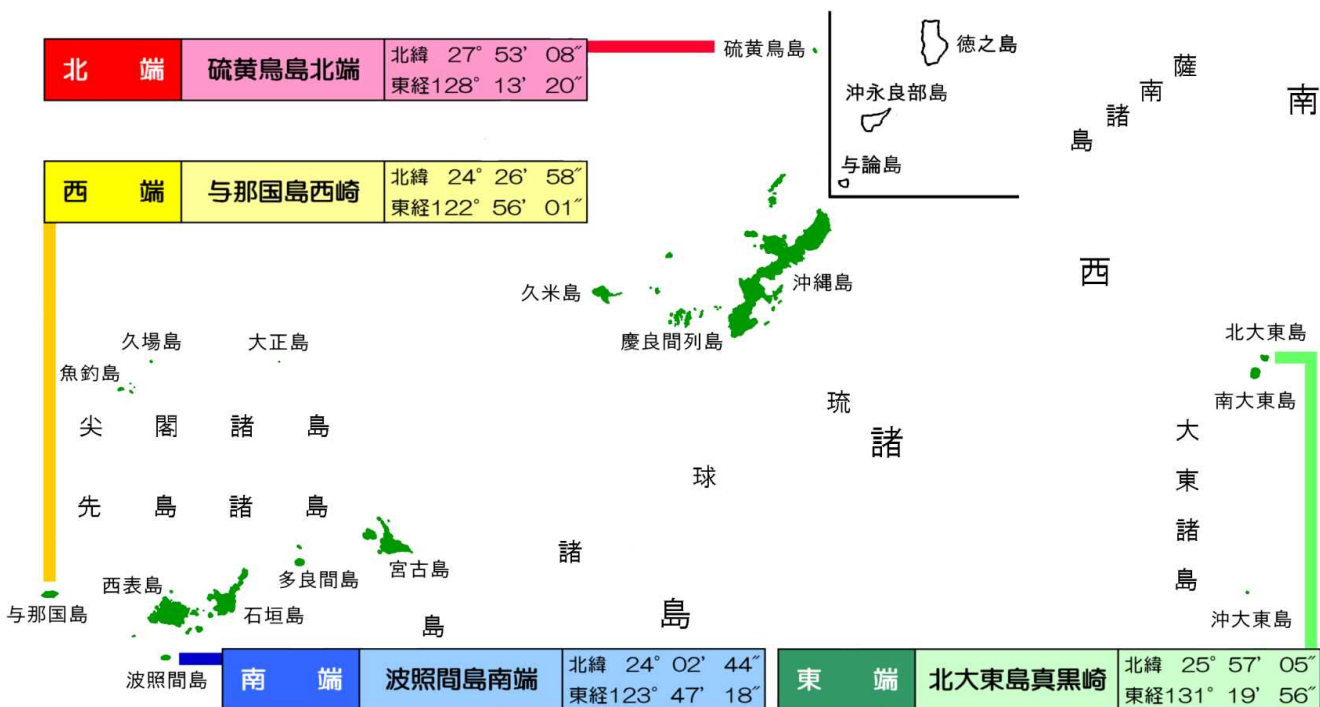 北端 硫黄鳥島北端 北緯 27° 53’ 08”
東経128° 13’ 20”
硫黄鳥島
徳之島
沖永良部島
与論島
薩南諸島
西端 与那国島西崎 北緯 24° 26’ 58”
東経122° 56’ 01”
南西諸島
久米島
沖縄島
慶良間列島
久場島
大正島
魚釣島
尖閣諸島
先島諸島
琉球諸島
北大東島
南大東島
大東諸島
沖大東島
宮古島
多良間島
西表島
石垣島
与那国島
波照間島
島
南端 波照間島南端 北緯 24° 02’ 44”
東経123° 47’ 18”
東端 北大東島真黒崎 北緯 25° 57’ 05”
東経131° 19’ 56”